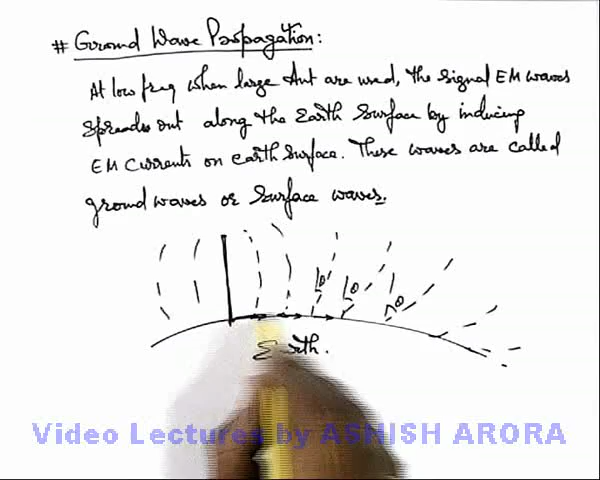 # Ground Wave Propagation:
At low freq when large Ant are used, the signal EM waves
spreads out along the Earth Surface by inducing
EM Currents on earth surface. These waves are called
ground waves or Surface waves.
θ θ θ
Earth.
Video Lectures by ASHISH ARORA